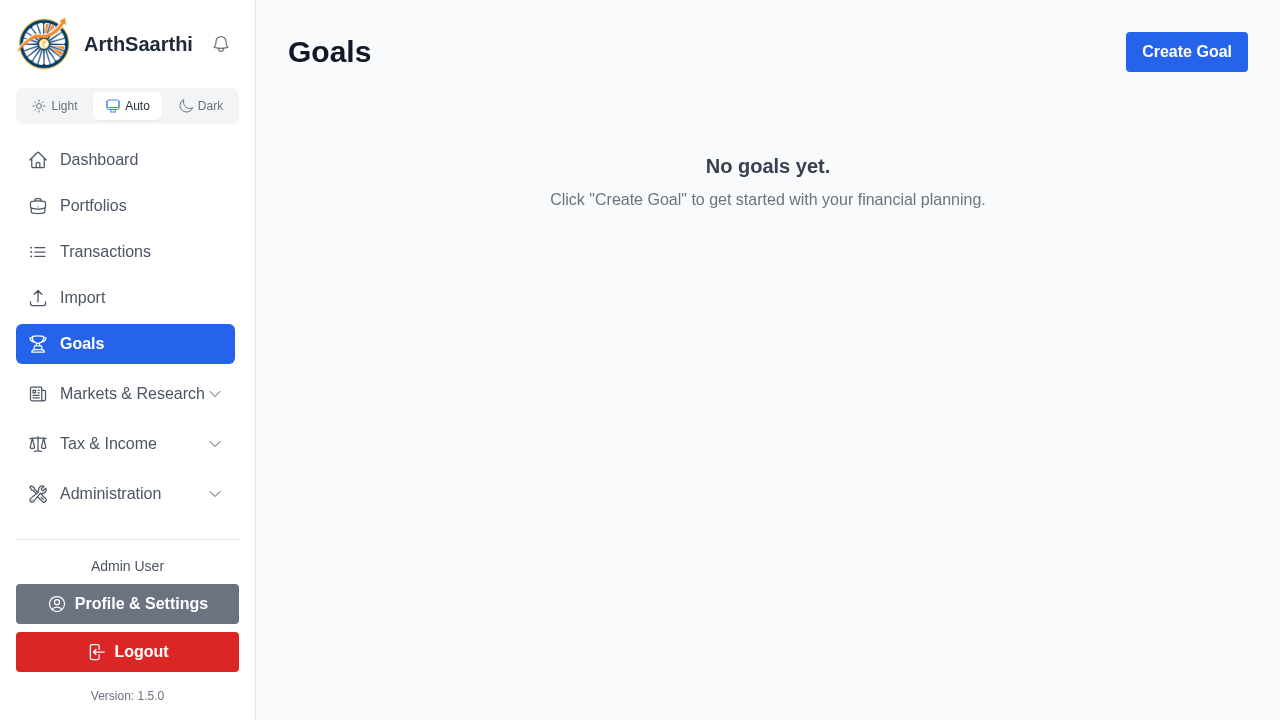 ArthSaarthi
Light
Auto
Dark
Dashboard
Portfolios
Transactions
Import
Goals
Markets & Research
Tax & Income
Administration
Admin User
Profile & Settings
Logout
Version: 1.5.0
Goals
Create Goal
No goals yet.
Click "Create Goal" to get started with your financial planning.